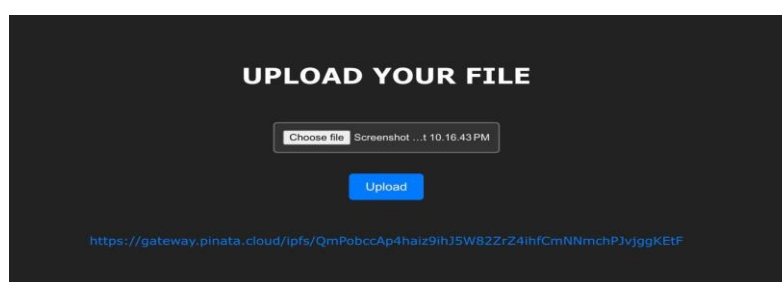 UPLOAD YOUR FILE
Choose file Screenshot ...t 10.16.43 PM
Upload
https://gateway.pinata.cloud/ipfs/QmPobccAp4haiz9ihJ5W82ZrZ4ihfCmNNmchPJvjggKEtF